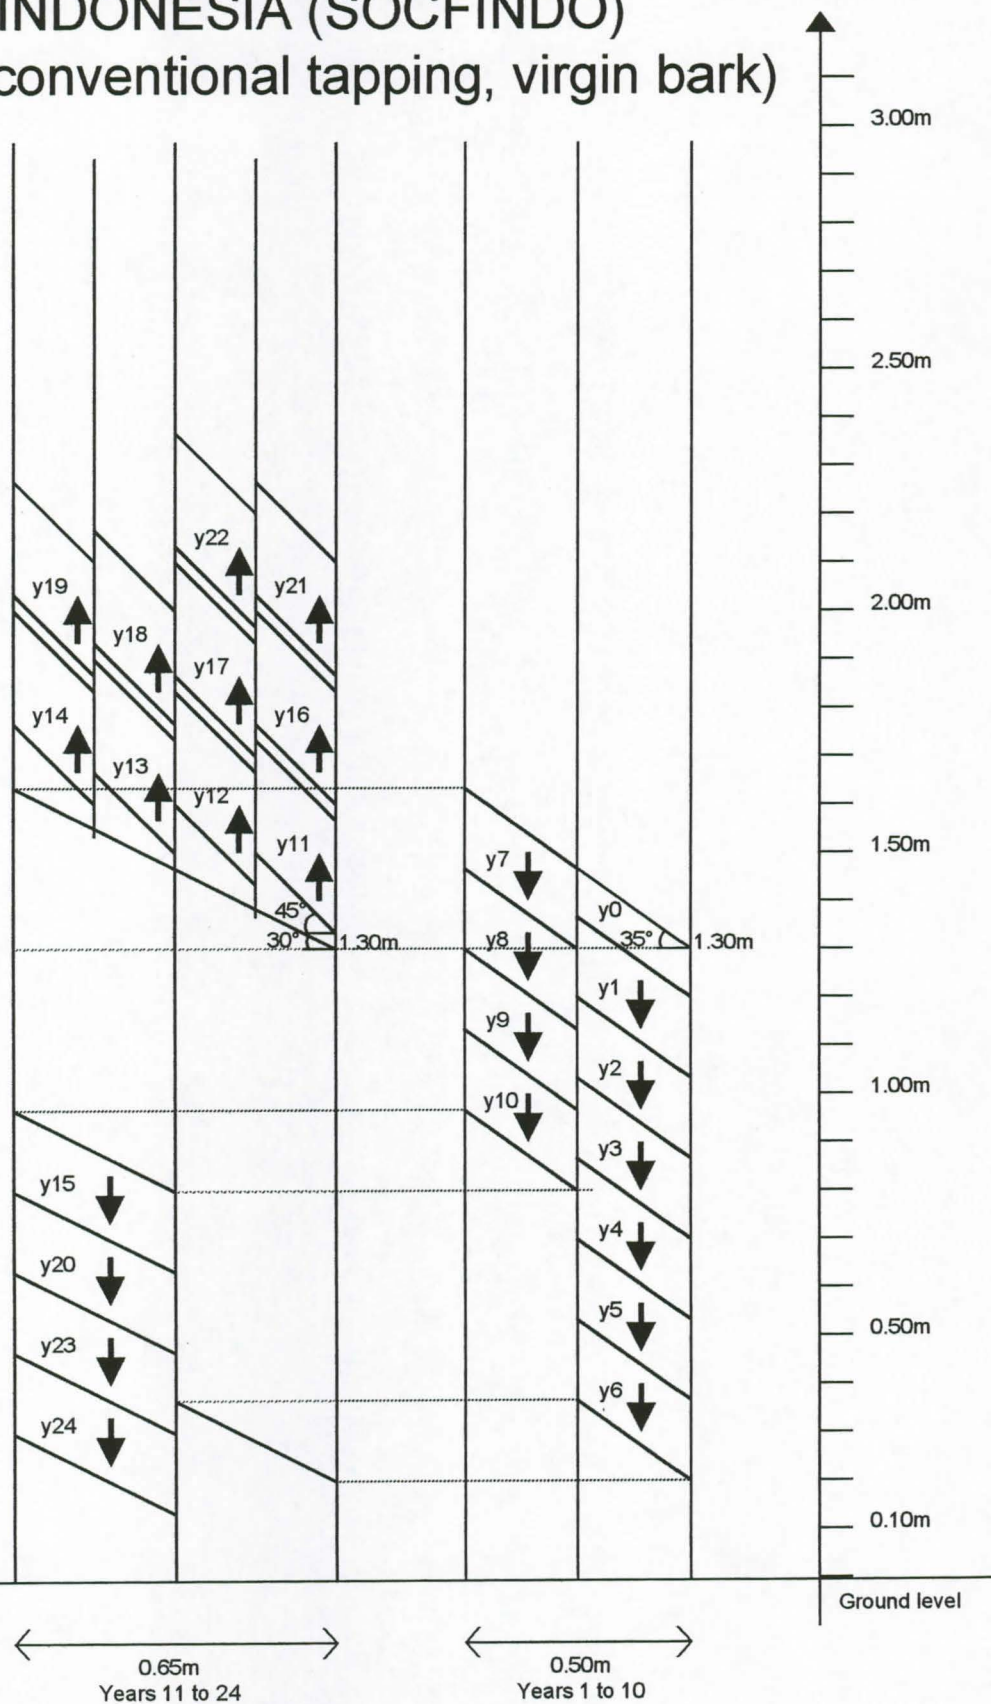 INDONESIA (SOCFINDO)
conventional tapping, virgin bark)
3.00m
2.50m
2.00m
1.50m
1.00m
0.50m
0.10m
Ground level
y22
y19
y21
y18
y17
y14
y16
y13
y12
y11
45°
30°
1.30m
y7
y0
y8
35°
1.30m
y1
y9
y2
y10
y3
y15
y4
y20
y5
y23
y6
y24
0.65m
Years 11 to 24
0.50m
Years 1 to 10